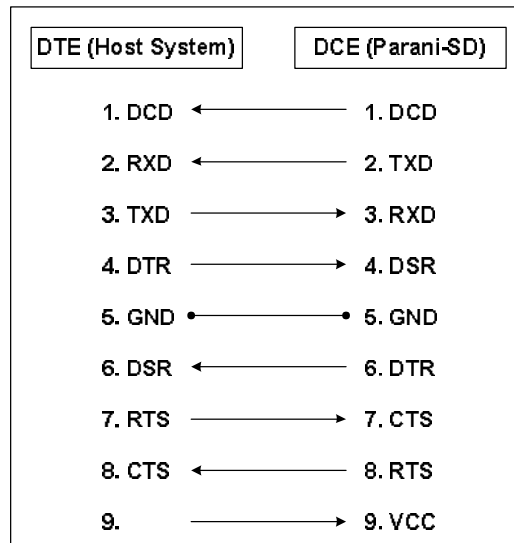 DTE (Host System) DCE (Parani-SD)
1. DCD 1. DCD
2. RXD 2. TXD
3. TXD 3. RXD
4. DTR 4. DSR
5. GND 5. GND
6. DSR 6. DTR
7. RTS 7. CTS
8. CTS 8. RTS
9. 9. VCC